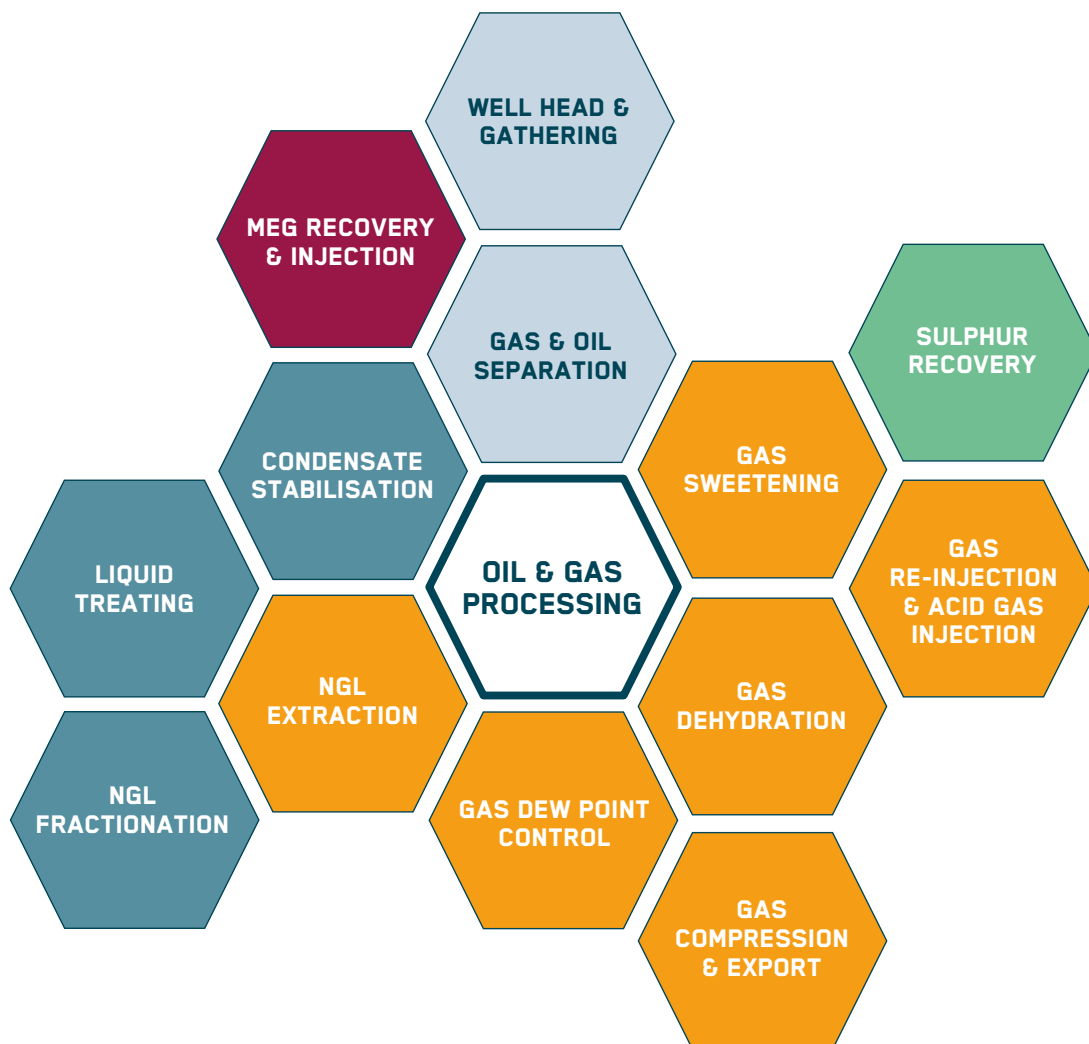 WELL HEAD &
GATHERING
MEG RECOVERY
& INJECTION
GAS & OIL
SEPARATION
SULPHUR
RECOVERY
CONDENSATE
STABILISATION
GAS
SWEETENING
LIQUID
TREATING
OIL & GAS
PROCESSING
GAS
RE-INJECTION
& ACID GAS
INJECTION
NGL
EXTRACTION
GAS
DEHYDRATION
NGL
FRACTIONATION
GAS DEW POINT
CONTROL
GAS
COMPRESSION
& EXPORT